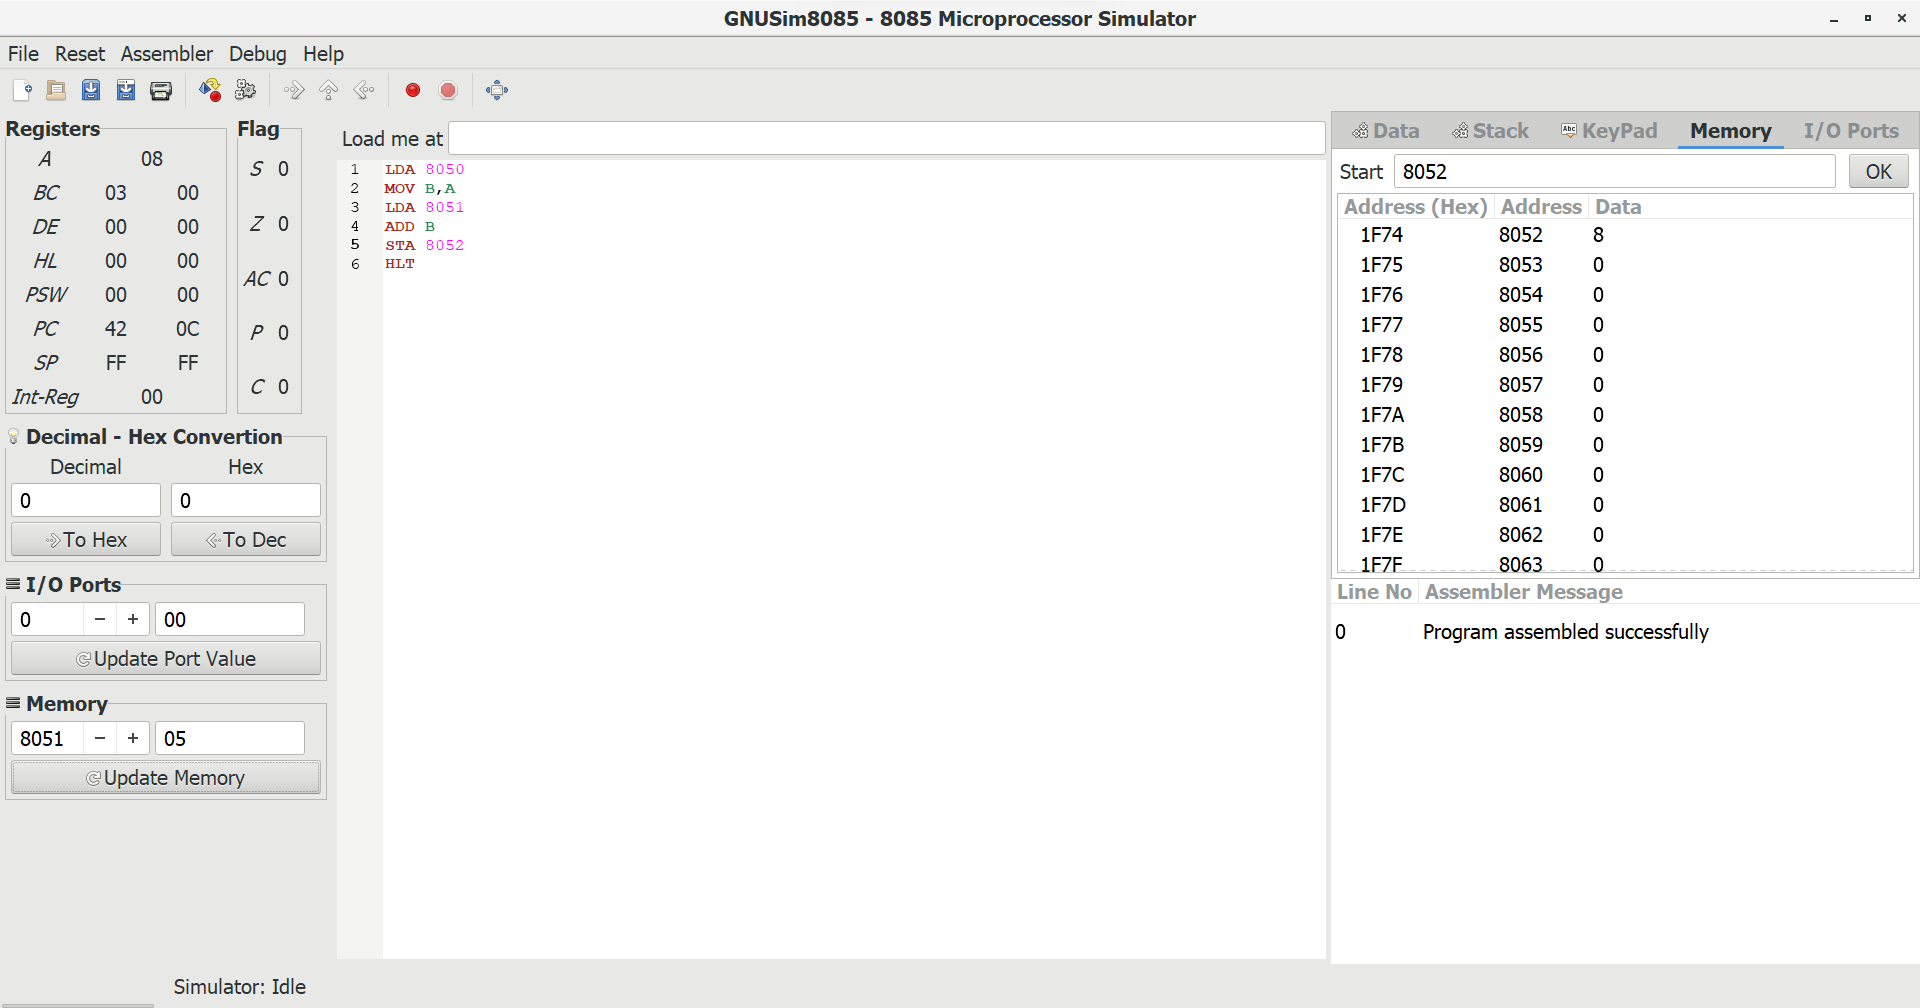 GNUSim8085 - 8085 Microprocessor Simulator
File Reset Assembler Debug Help
Registers
A 08
BC 03 00
DE 00 00
HL 00 00
PSW 00 00
PC 42 0C
SP FF FF
Int-Reg 00
Flag
S 0
Z 0
AC 0
P 0
C 0
Decimal - Hex Convertion
Decimal Hex
0 0
To Hex To Dec
I/O Ports
0 − + 00
Update Port Value
Memory
8051 − + 05
Update Memory
Load me at
1 LDA 8050
2 MOV B,A
3 LDA 8051
4 ADD B
5 STA 8052
6 HLT
Data Stack Abc KeyPad Memory I/O Ports
Start 8052 OK
Address (Hex) Address Data
1F74 8052 8
1F75 8053 0
1F76 8054 0
1F77 8055 0
1F78 8056 0
1F79 8057 0
1F7A 8058 0
1F7B 8059 0
1F7C 8060 0
1F7D 8061 0
1F7E 8062 0
1F7F 8063 0
Line No Assembler Message
0 Program assembled successfully
Simulator: Idle